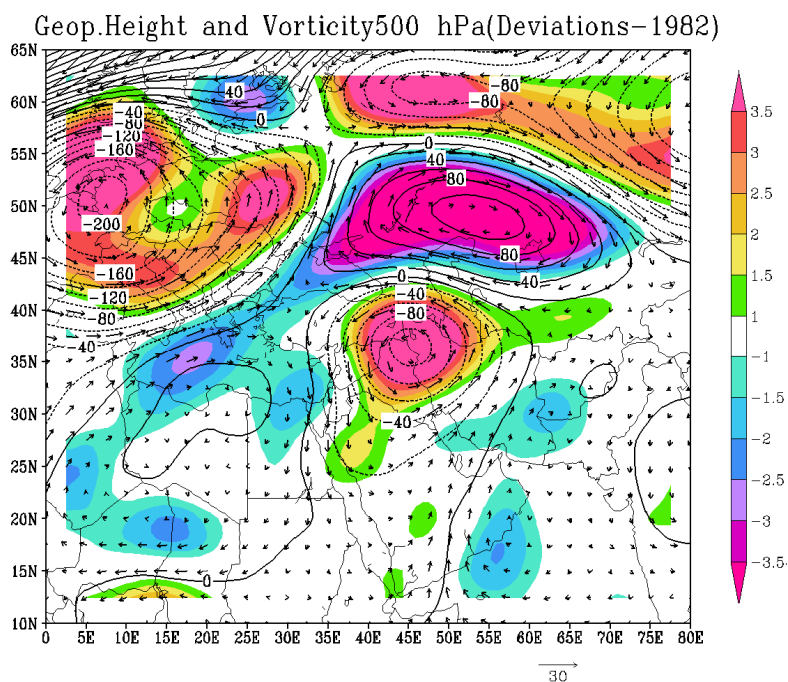 Geop.Height and Vorticity500 hPa(Deviations-1982)
65N
60N
55N
50N
45N
40N
35N
30N
25N
20N
15N
10N
0 5E 10E 15E 20E 25E 30E 35E 40E 45E 50E 55E 60E 65E 70E 75E 80E
40
0
-80
-80
-40
-80
-120
-160
-200
-160
-120
-80
-40
0
40
80
80
40
0
-40
-80
-40
0
3.5
3
2.5
2
1.5
1
-1
-1.5
-2
-2.5
-3
-3.5
30